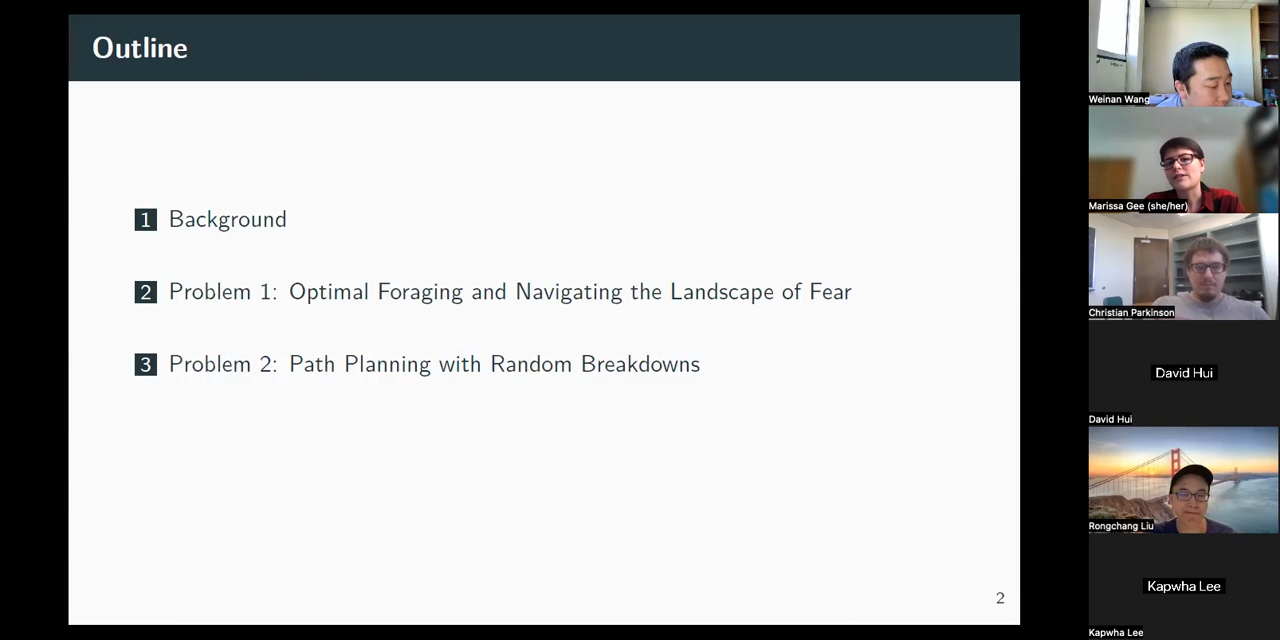 Outline
1 Background
2 Problem 1: Optimal Foraging and Navigating the Landscape of Fear
3 Problem 2: Path Planning with Random Breakdowns
2
Weinan Wang
Marissa Gee (she/her)
Christian Parkinson
David Hui
David Hui
Rongchang Liu
Kapwha Lee
Kapwha Lee